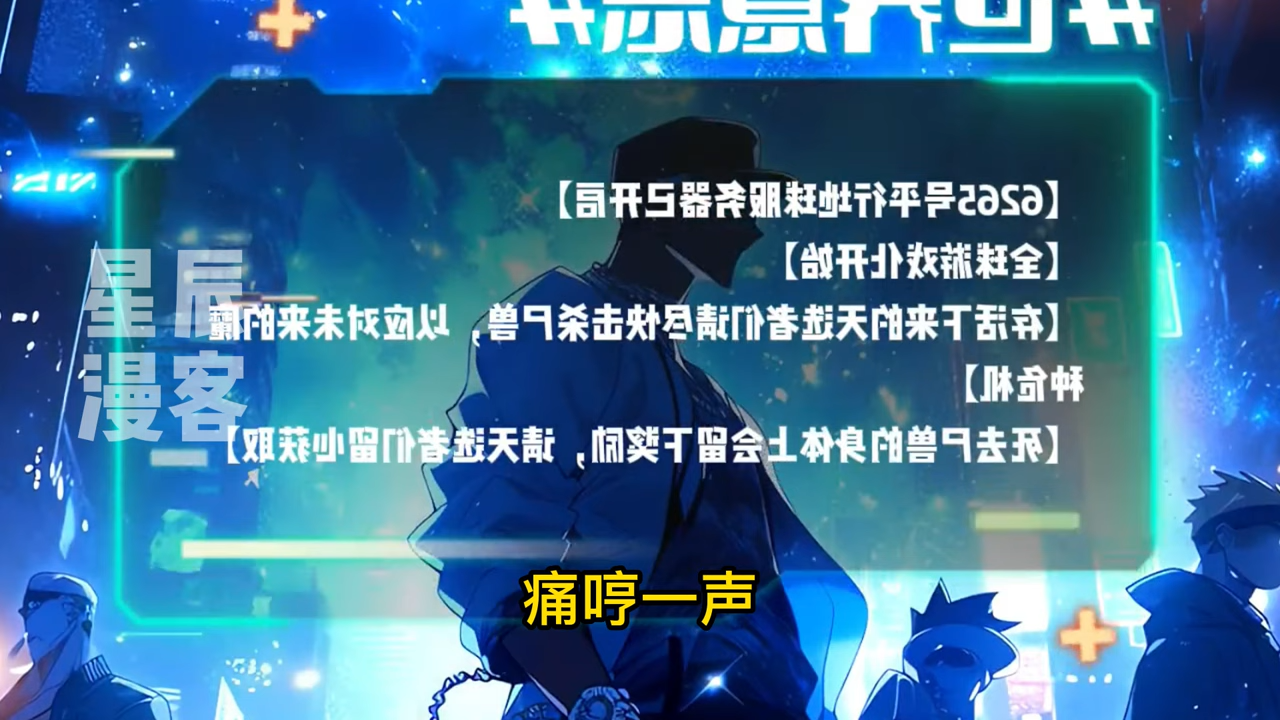 【6265号平行地球服务器已开启】
【全球游戏化开始】
【存活下来的天选者们请尽快击杀尸兽，以应对未来的魔
种危机】
【死去尸兽的身体上会留下奖励，请天选者们留心获取】
星辰
漫客
痛哼一声